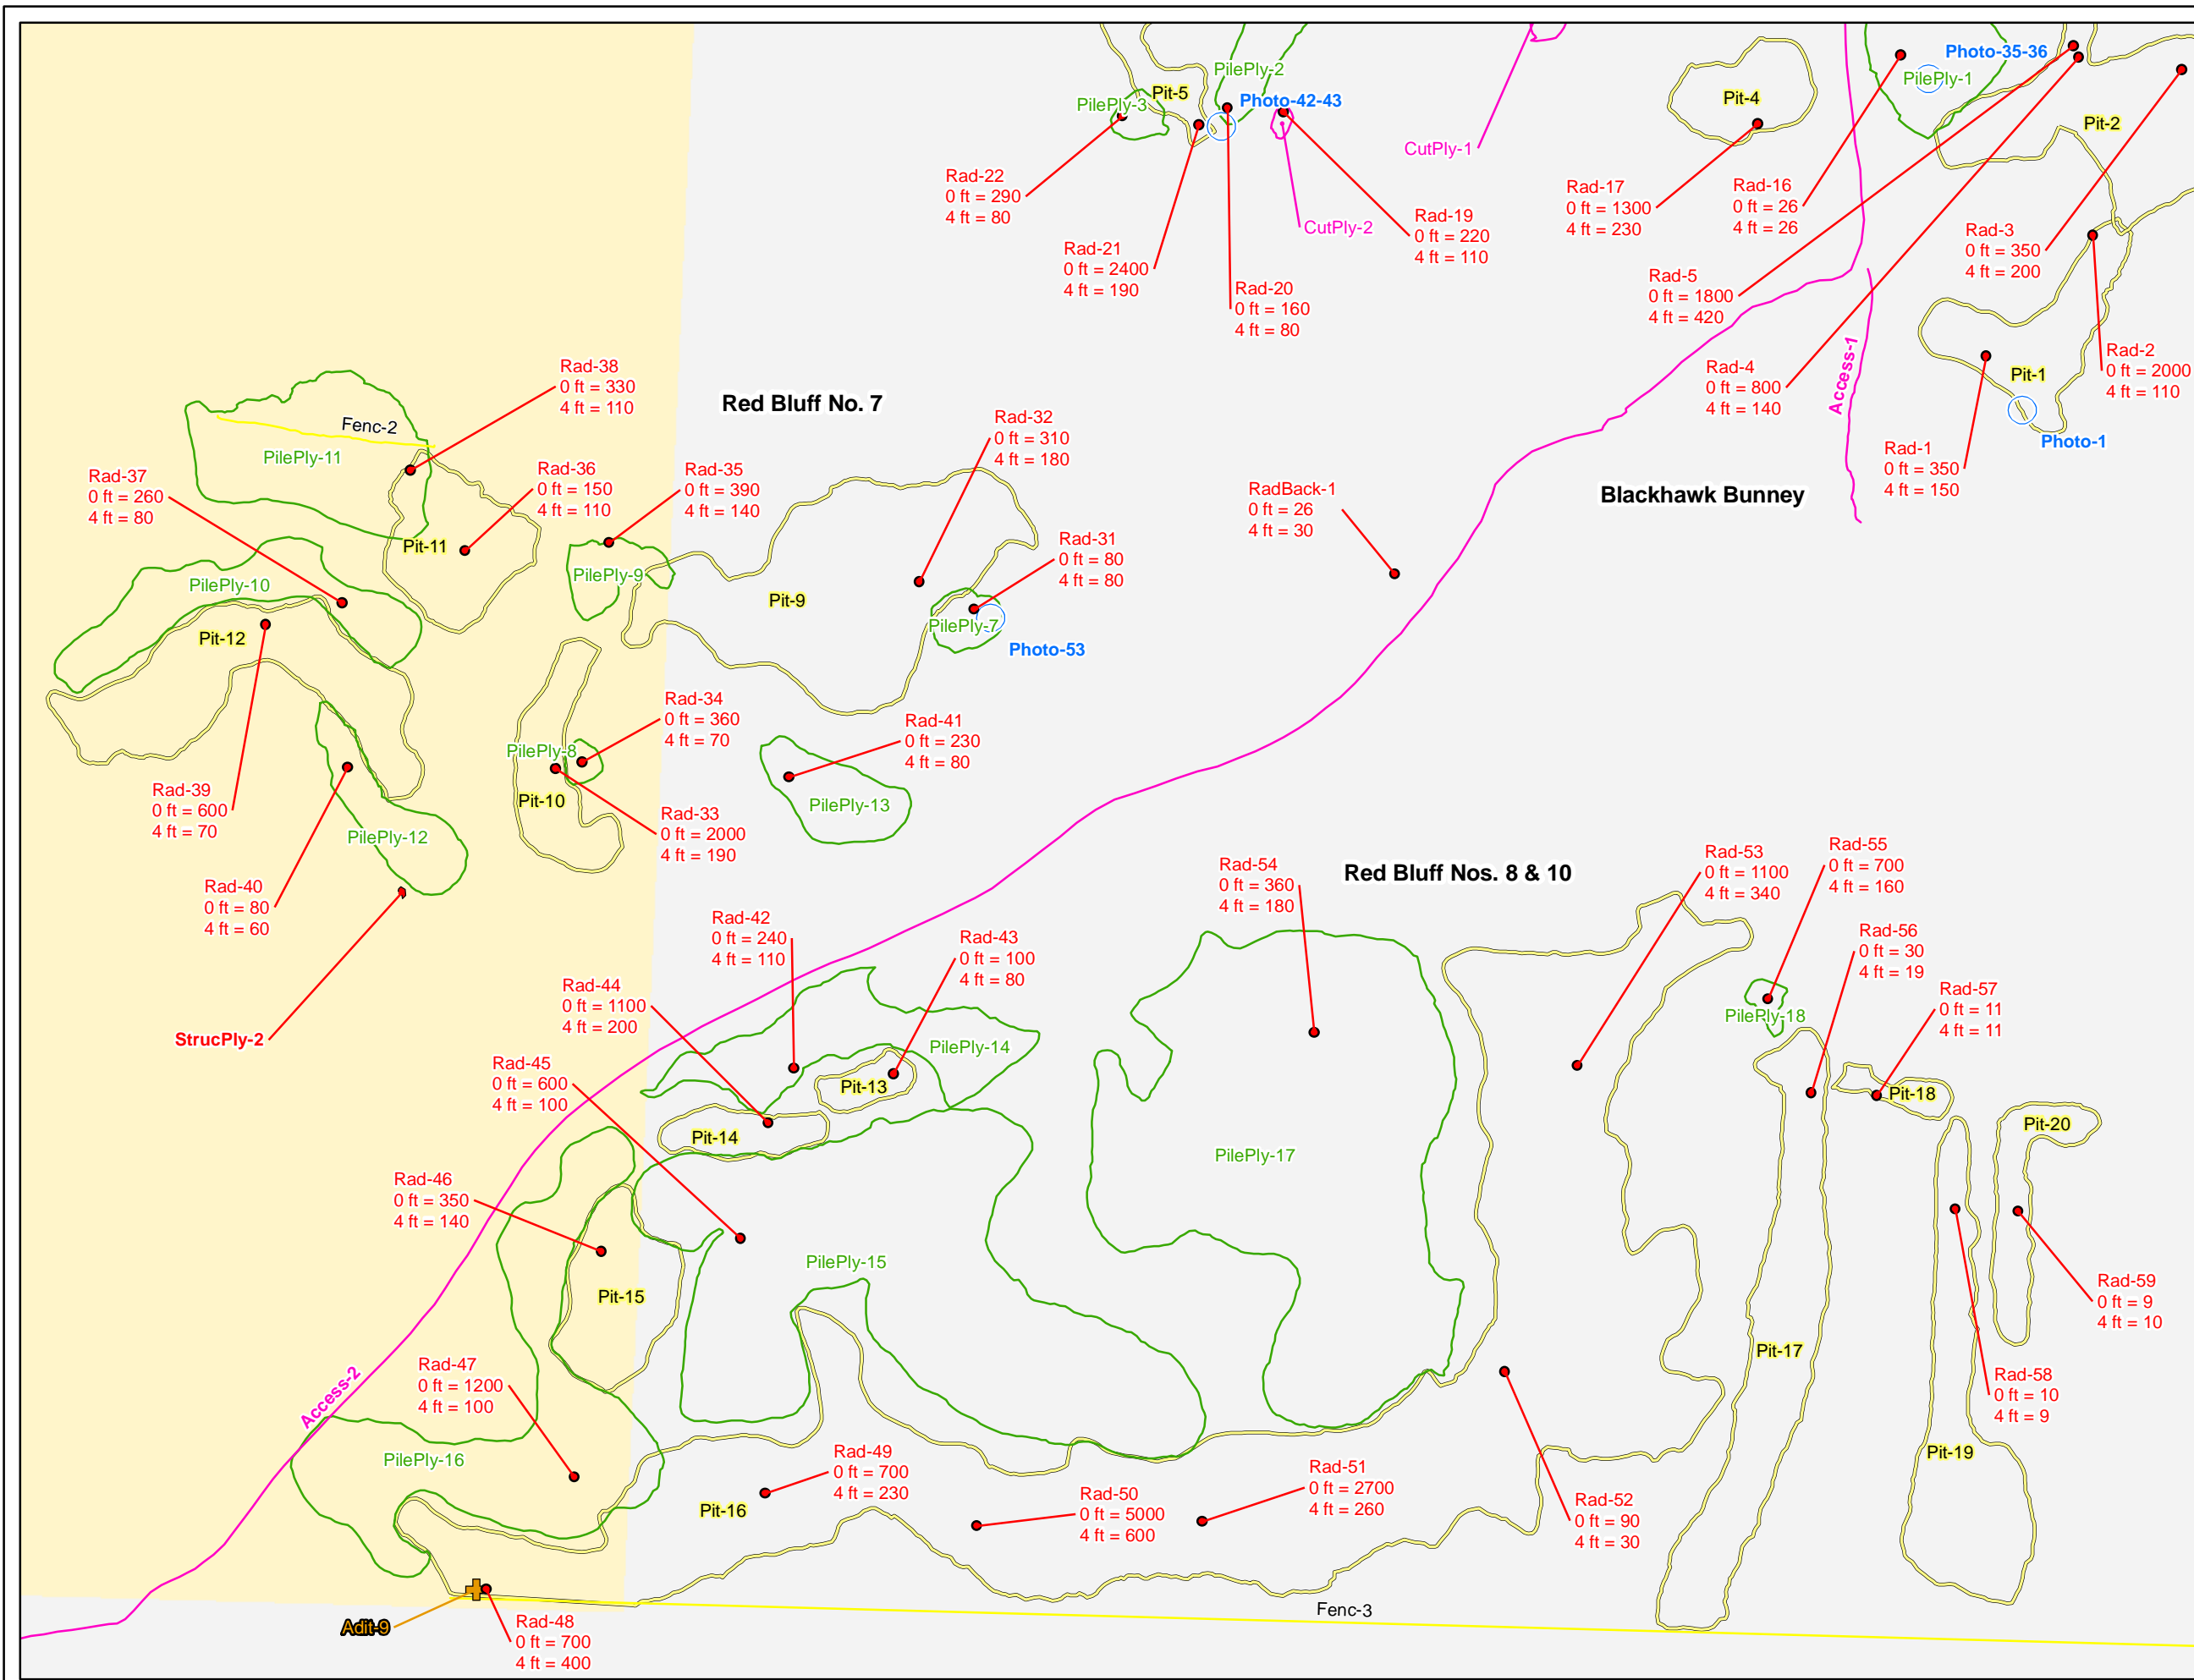 Photo-35-36
PilePly-2
PilePly-1
Pit-5
PilePly-3
Photo-42-43
Pit-4
Pit-2
CutPly-1
Rad-22
0 ft = 290
4 ft = 80
Rad-17
0 ft = 1300
4 ft = 230
Rad-16
0 ft = 26
4 ft = 26
Rad-19
0 ft = 220
4 ft = 110
CutPly-2
Rad-3
0 ft = 350
4 ft = 200
Rad-21
0 ft = 2400
4 ft = 190
Rad-5
0 ft = 1800
4 ft = 420
Rad-20
0 ft = 160
4 ft = 80
Rad-2
0 ft = 2000
4 ft = 110
Rad-4
0 ft = 800
4 ft = 140
Access-1
Pit-1
Photo-1
Rad-1
0 ft = 350
4 ft = 150
Rad-38
0 ft = 330
4 ft = 110
Red Bluff No. 7
Fenc-2
PilePly-11
Rad-32
0 ft = 310
4 ft = 180
Rad-37
0 ft = 260
4 ft = 80
Rad-36
0 ft = 150
4 ft = 110
Rad-35
0 ft = 390
4 ft = 140
RadBack-1
0 ft = 26
4 ft = 30
Blackhawk Bunney
Pit-11
Rad-31
0 ft = 80
4 ft = 80
PilePly-10
PilePly-9
Pit-9
PilePly-7
Pit-12
Photo-53
Rad-34
0 ft = 360
4 ft = 70
Rad-41
0 ft = 230
4 ft = 80
PilePly-8
Pit-10
PilePly-13
Rad-39
0 ft = 600
4 ft = 70
Rad-33
0 ft = 2000
4 ft = 190
PilePly-12
Rad-40
0 ft = 80
4 ft = 60
Rad-54
0 ft = 360
4 ft = 180
Red Bluff Nos. 8 & 10
Rad-53
0 ft = 1100
4 ft = 340
Rad-55
0 ft = 700
4 ft = 160
Rad-42
0 ft = 240
4 ft = 110
Rad-43
0 ft = 100
4 ft = 80
Rad-56
0 ft = 30
4 ft = 19
Rad-44
0 ft = 1100
4 ft = 200
Rad-57
0 ft = 11
4 ft = 11
PilePly-18
StrucPly-2
PilePly-14
Rad-45
0 ft = 600
4 ft = 100
Pit-13
Pit-18
Pit-14
Pit-20
PilePly-17
Rad-46
0 ft = 350
4 ft = 140
PilePly-15
Pit-15
Rad-59
0 ft = 9
4 ft = 10
Pit-17
Rad-47
0 ft = 1200
4 ft = 100
Access-2
Rad-58
0 ft = 10
4 ft = 9
PilePly-16
Rad-49
0 ft = 700
4 ft = 230
Pit-19
Rad-51
0 ft = 2700
4 ft = 260
Pit-16
Rad-50
0 ft = 5000
4 ft = 600
Rad-52
0 ft = 90
4 ft = 30
Fenc-3
Adit-9
Rad-48
0 ft = 700
4 ft = 400